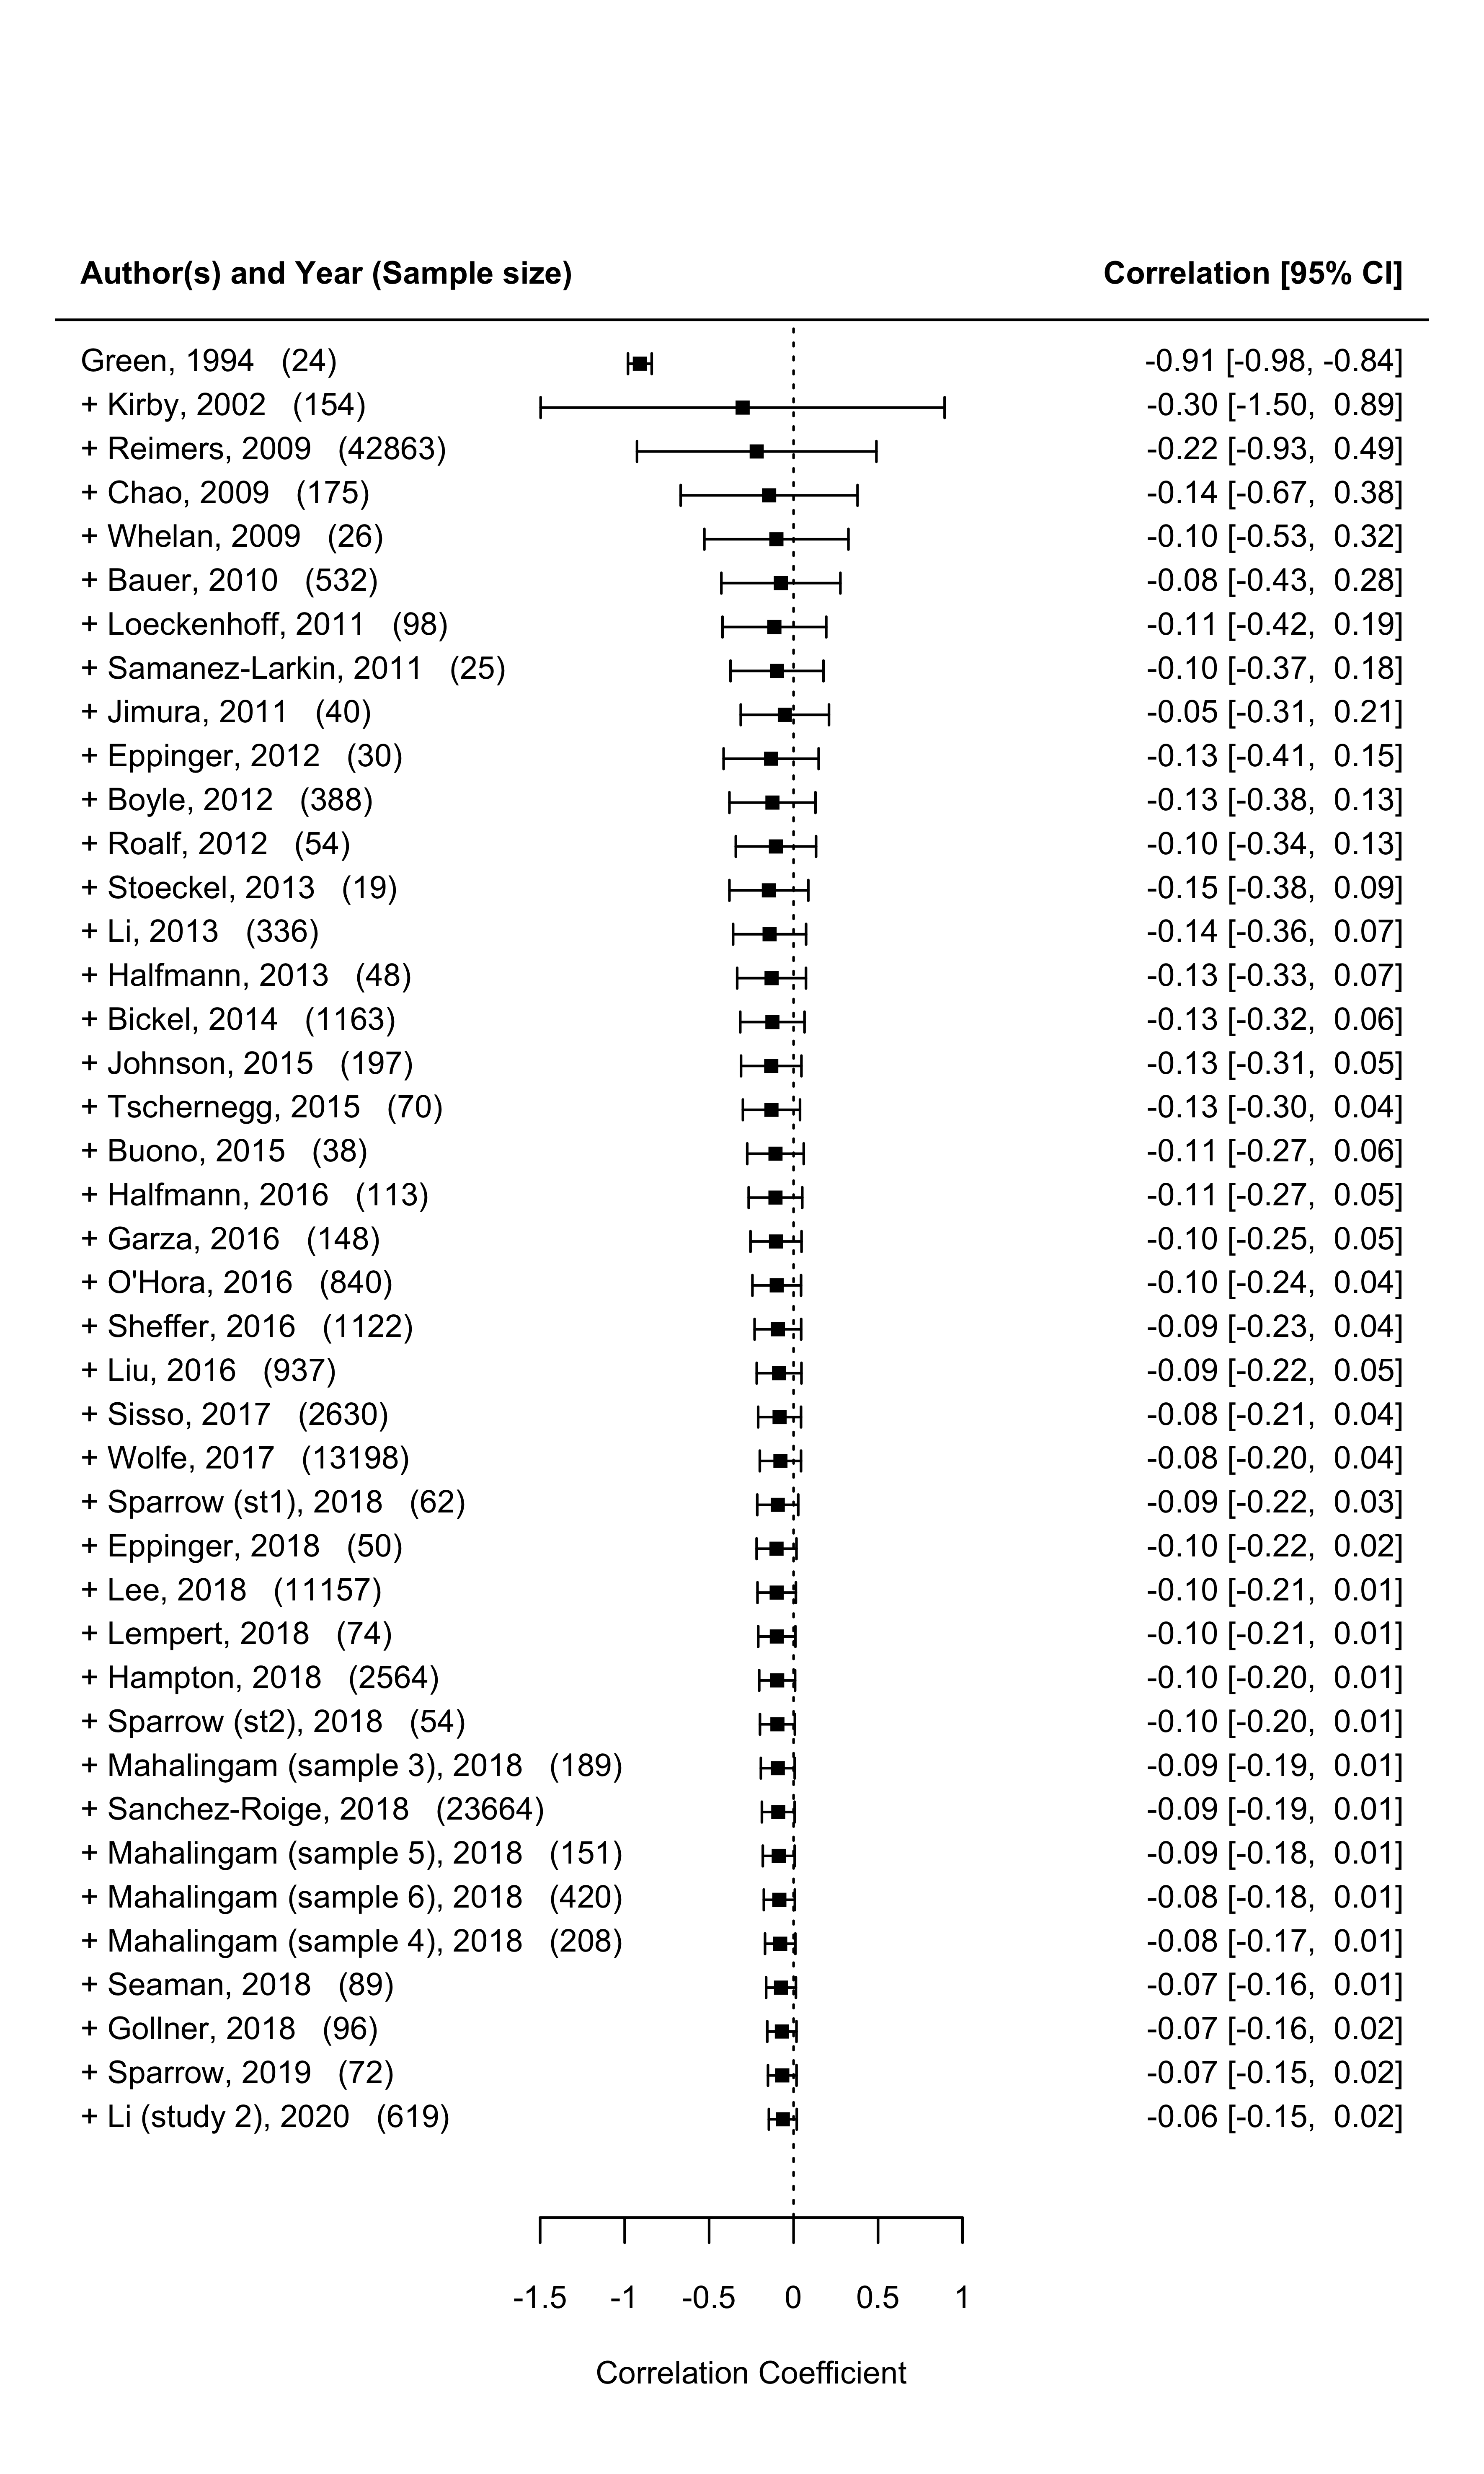 Author(s) and Year (Sample size) Correlation [95% CI]
Green, 1994 (24) -0.91 [-0.98, -0.84]
+ Kirby, 2002 (154) -0.30 [-1.50, 0.89]
+ Reimers, 2009 (42863) -0.22 [-0.93, 0.49]
+ Chao, 2009 (175) -0.14 [-0.67, 0.38]
+ Whelan, 2009 (26) -0.10 [-0.53, 0.32]
+ Bauer, 2010 (532) -0.08 [-0.43, 0.28]
+ Loeckenhoff, 2011 (98) -0.11 [-0.42, 0.19]
+ Samanez-Larkin, 2011 (25) -0.10 [-0.37, 0.18]
+ Jimura, 2011 (40) -0.05 [-0.31, 0.21]
+ Eppinger, 2012 (30) -0.13 [-0.41, 0.15]
+ Boyle, 2012 (388) -0.13 [-0.38, 0.13]
+ Roalf, 2012 (54) -0.10 [-0.34, 0.13]
+ Stoeckel, 2013 (19) -0.15 [-0.38, 0.09]
+ Li, 2013 (336) -0.14 [-0.36, 0.07]
+ Halfmann, 2013 (48) -0.13 [-0.33, 0.07]
+ Bickel, 2014 (1163) -0.13 [-0.32, 0.06]
+ Johnson, 2015 (197) -0.13 [-0.31, 0.05]
+ Tschernegg, 2015 (70) -0.13 [-0.30, 0.04]
+ Buono, 2015 (38) -0.11 [-0.27, 0.06]
+ Halfmann, 2016 (113) -0.11 [-0.27, 0.05]
+ Garza, 2016 (148) -0.10 [-0.25, 0.05]
+ O'Hora, 2016 (840) -0.10 [-0.24, 0.04]
+ Sheffer, 2016 (1122) -0.09 [-0.23, 0.04]
+ Liu, 2016 (937) -0.09 [-0.22, 0.05]
+ Sisso, 2017 (2630) -0.08 [-0.21, 0.04]
+ Wolfe, 2017 (13198) -0.08 [-0.20, 0.04]
+ Sparrow (st1), 2018 (62) -0.09 [-0.22, 0.03]
+ Eppinger, 2018 (50) -0.10 [-0.22, 0.02]
+ Lee, 2018 (11157) -0.10 [-0.21, 0.01]
+ Lempert, 2018 (74) -0.10 [-0.21, 0.01]
+ Hampton, 2018 (2564) -0.10 [-0.20, 0.01]
+ Sparrow (st2), 2018 (54) -0.10 [-0.20, 0.01]
+ Mahalingam (sample 3), 2018 (189) -0.09 [-0.19, 0.01]
+ Sanchez-Roige, 2018 (23664) -0.09 [-0.19, 0.01]
+ Mahalingam (sample 5), 2018 (151) -0.09 [-0.18, 0.01]
+ Mahalingam (sample 6), 2018 (420) -0.08 [-0.18, 0.01]
+ Mahalingam (sample 4), 2018 (208) -0.08 [-0.17, 0.01]
+ Seaman, 2018 (89) -0.07 [-0.16, 0.01]
+ Gollner, 2018 (96) -0.07 [-0.16, 0.02]
+ Sparrow, 2019 (72) -0.07 [-0.15, 0.02]
+ Li (study 2), 2020 (619) -0.06 [-0.15, 0.02]
-1.5 -1 -0.5 0 0.5 1
Correlation Coefficient